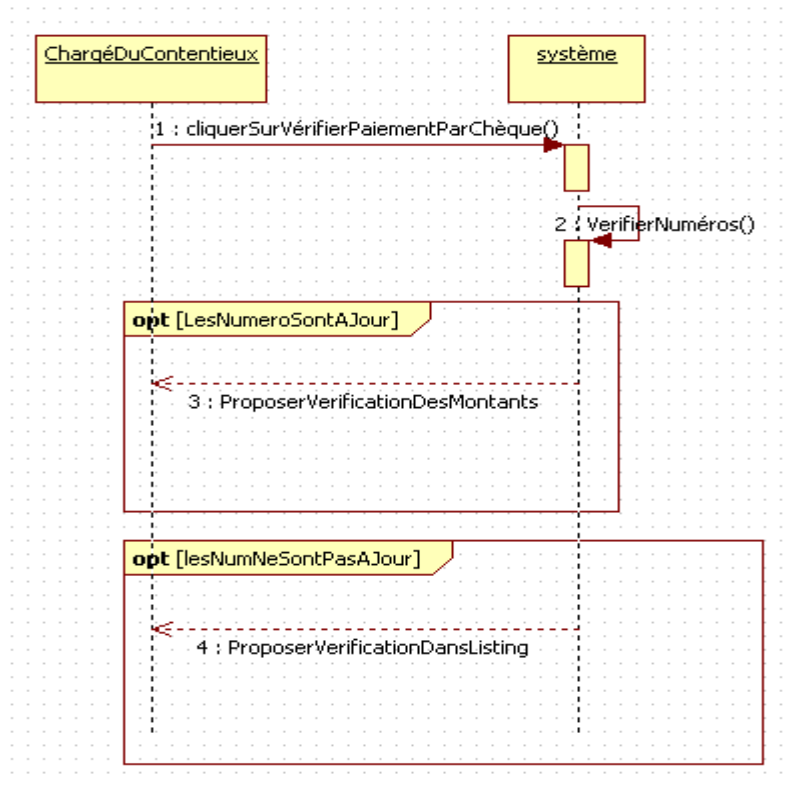 ChargéDuContentieux
système
1 : cliquerSurVérifierPaiementParChèque()
2 : VerifierNuméros()
opt [LesNumeroSontAJour]
3 : ProposerVerificationDesMontants
opt [lesNumNeSontPasAJour]
4 : ProposerVerificationDansListing